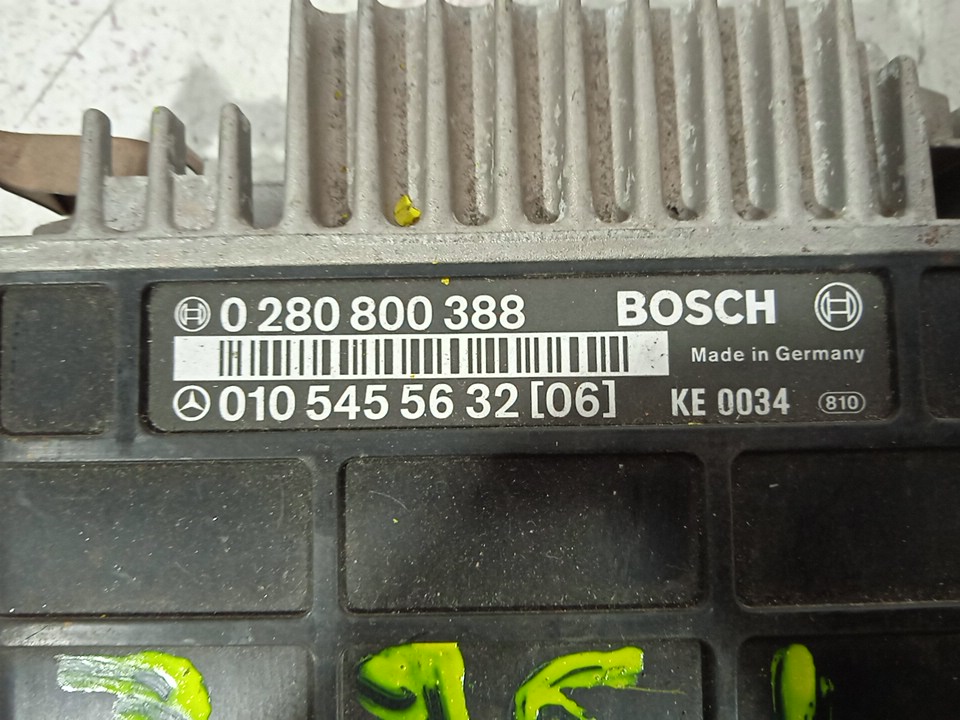 0 280 800 388 BOSCH
Made in Germany
010 545 56 32 [06] KE 0034 810